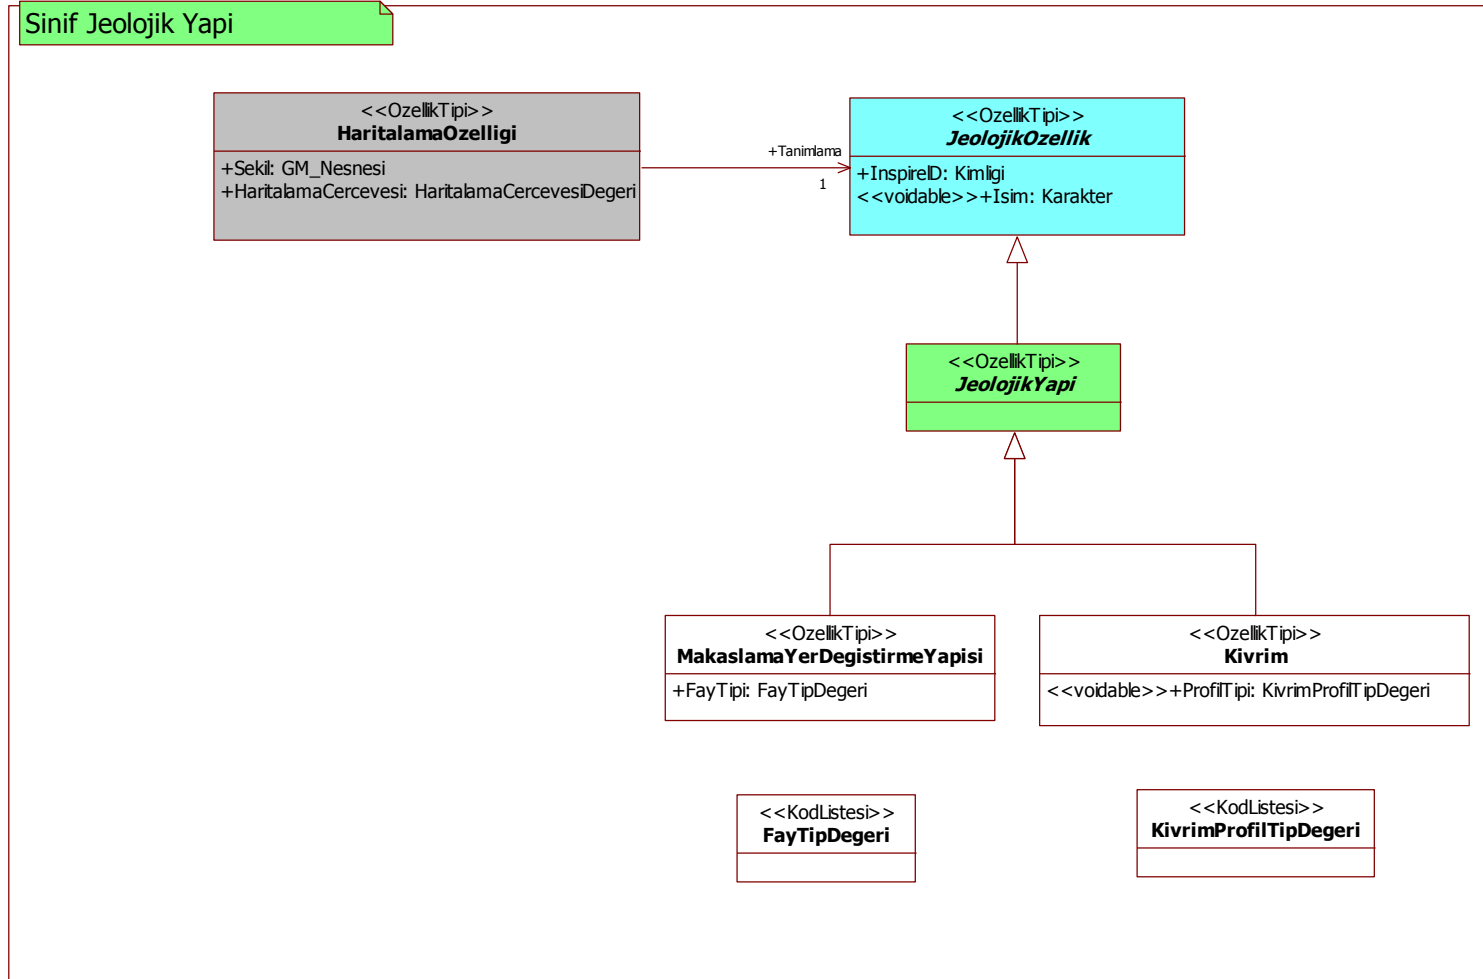 Sinif Jeolojik Yapi
<<OzellikTipi>>
HaritalamaOzelligi
+Sekil: GM_Nesnesi
+HaritalamaCercevesi: HaritalamaCercevesiDegeri
+Tanimlama
1
<<OzellikTipi>>
JeolojikOzellik
+InspireID: Kimligi
<<voidable>>+Isim: Karakter
<<OzellikTipi>>
JeolojikYapi
<<OzellikTipi>>
MakaslamaYerDegistirmeYapisi
+FayTipi: FayTipDegeri
<<OzellikTipi>>
Kivrim
<<voidable>>+ProfilTipi: KivrimProfilTipDegeri
<<KodListesi>>
FayTipDegeri
<<KodListesi>>
KivrimProfilTipDegeri